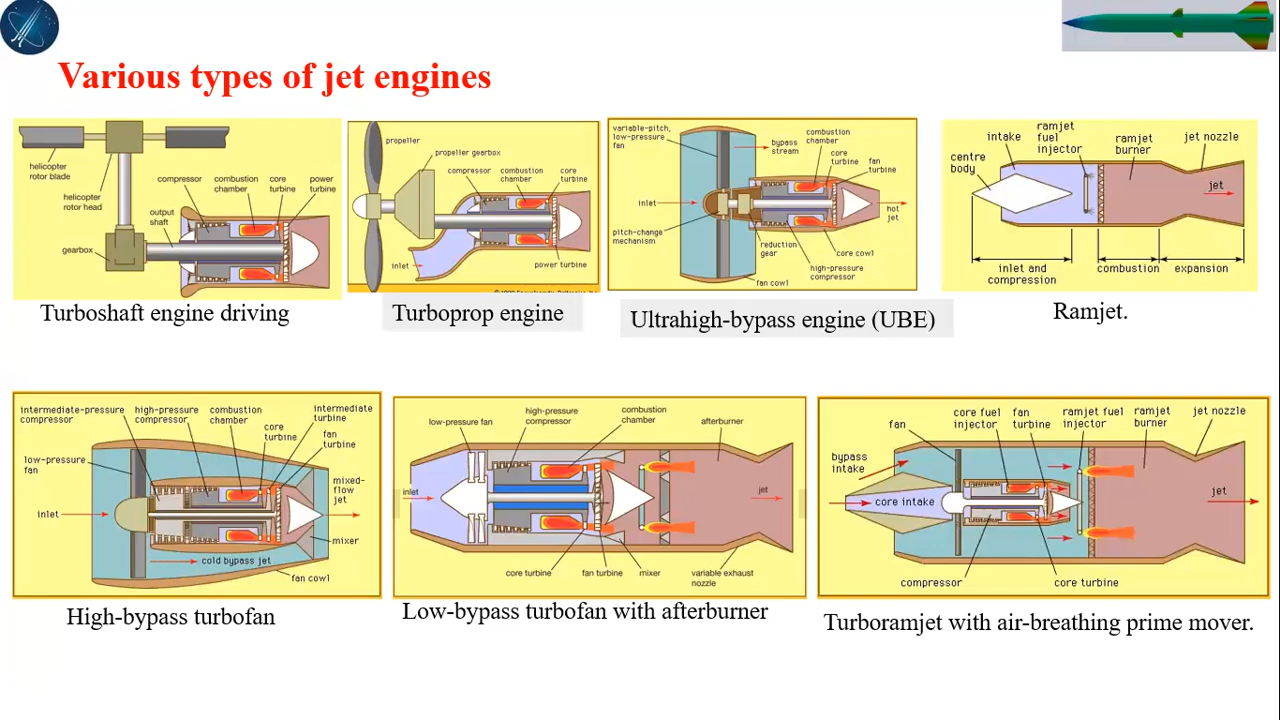 Various types of jet engines
helicopter
rotor blade
helicopter
rotor head
compressor
combustion
chamber
core
turbine
power
turbine
output
shaft
gearbox
Turboshaft engine driving
propeller
propeller gearbox
compressor
combustion
chamber
core
turbine
inlet
power turbine
Turboprop engine
variable-pitch,
low-pressure
fan
combustion
chamber
bypass
stream
core
turbine
fan
turbine
inlet
hot
jet
pitch-change
mechanism
reduction
gear
core cowl
high-pressure
compressor
fan cowl
Ultrahigh-bypass engine (UBE)
intake
ramjet
fuel
injector
ramjet
burner
jet nozzle
centre
body
jet
inlet and
compression
combustion
expansion
Ramjet.
intermediate-pressure
compressor
high-pressure
compressor
combustion
chamber
intermediate
turbine
core
turbine
fan
turbine
low-pressure
fan
mixed-
flow
jet
inlet
mixer
cold bypass jet
fan cowl
High-bypass turbofan
low-pressure fan
high-pressure
compressor
combustion
chamber
afterburner
inlet
jet
core turbine
fan turbine
mixer
variable exhaust
nozzle
Low-bypass turbofan with afterburner
fan
core fuel
injector
fan
turbine
ramjet fuel
injector
ramjet
burner
jet nozzle
bypass
intake
core intake
jet
compressor
core turbine
Turboramjet with air-breathing prime mover.